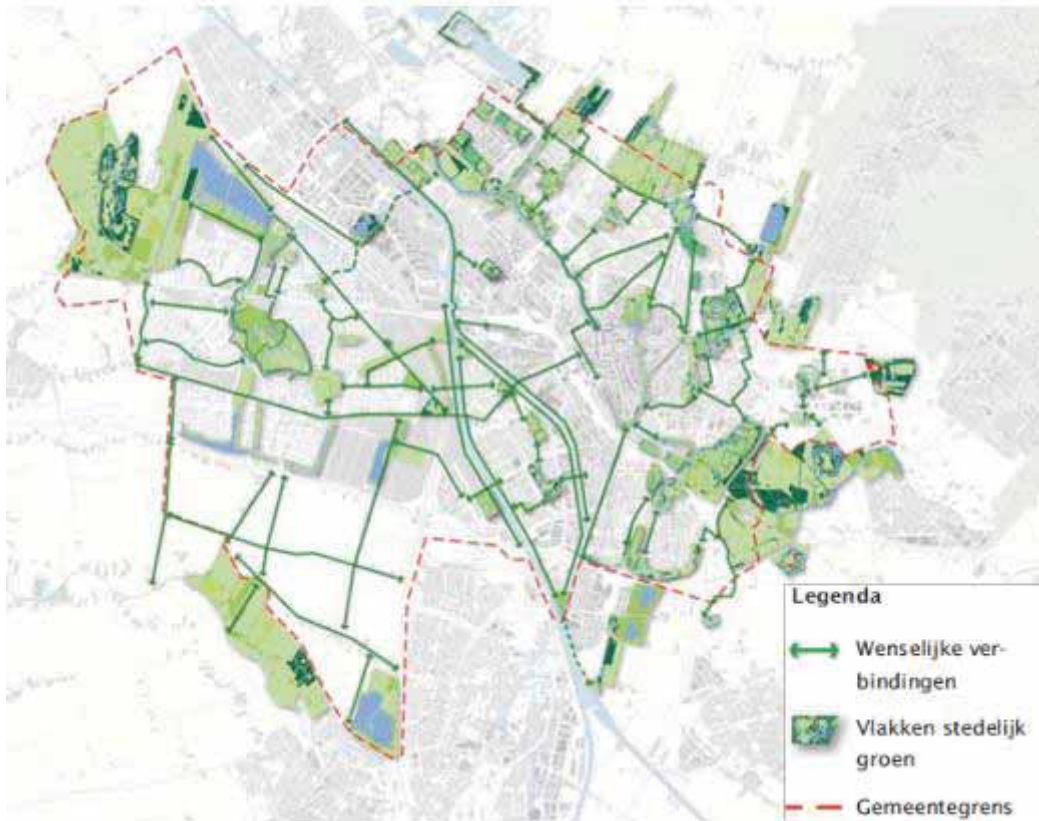 Legenda
Wenselijke ver-
bindingen
Vlakken stedelijk
groen
Gemeentegrens